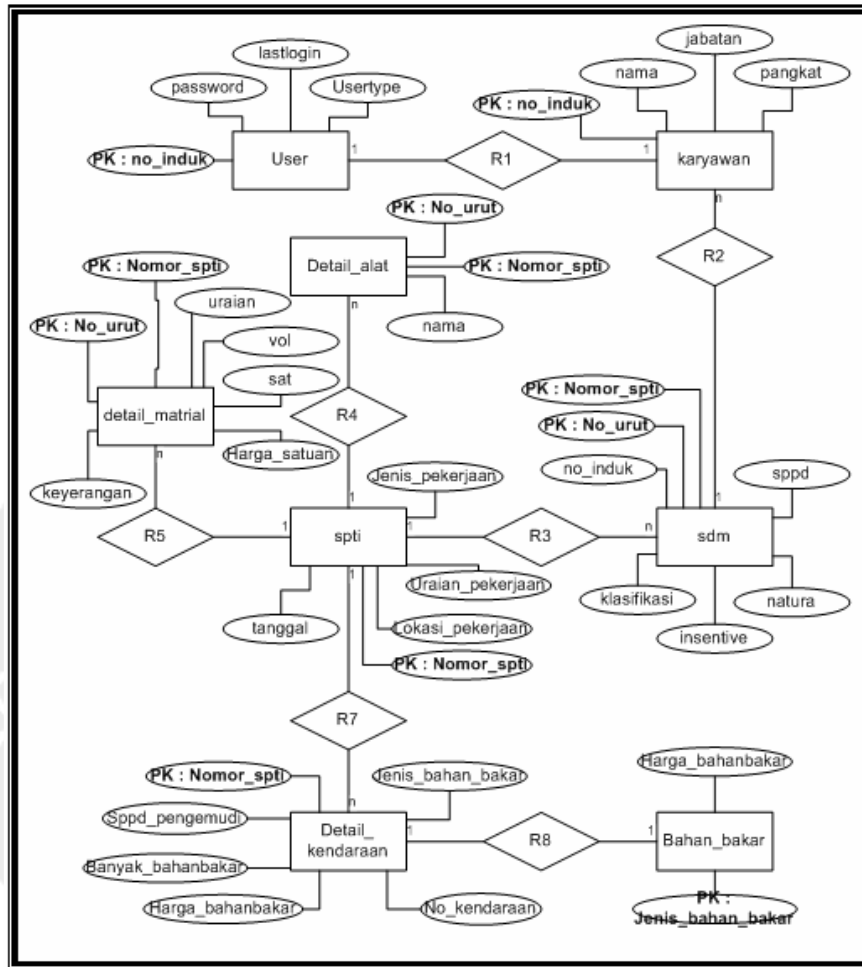 lastlogin
password
Usertype
PK : no_induk
User
1
R1
1
jabatan
nama
pangkat
PK : no_induk
karyawan
n
R2
1
PK : No_urut
Detail_alat
PK : Nomor_spti
nama
n
R4
1
PK : Nomor_spti
uraian
PK : No_urut
vol
sat
detail_matrial
Harga_satuan
keyerangan
n
R5
1
Jenis_pekerjaan
spti
1
R3
n
Uraian_pekerjaan
tanggal
Lokasi_pekerjaan
PK : Nomor_spti
1
PK : Nomor_spti
PK : No_urut
no_induk
sppd
sdm
klasifikasi
natura
insentive
R7
n
PK : Nomor_spti
Jenis_bahan_bakar
Sppd_pengemudi
Detail_
kendaraan
Banyak_bahanbakar
Harga_bahanbakar
No_kendaraan
1
R8
1
Harga_bahanbakar
Bahan_bakar
PK :
Jenis_bahan_bakar